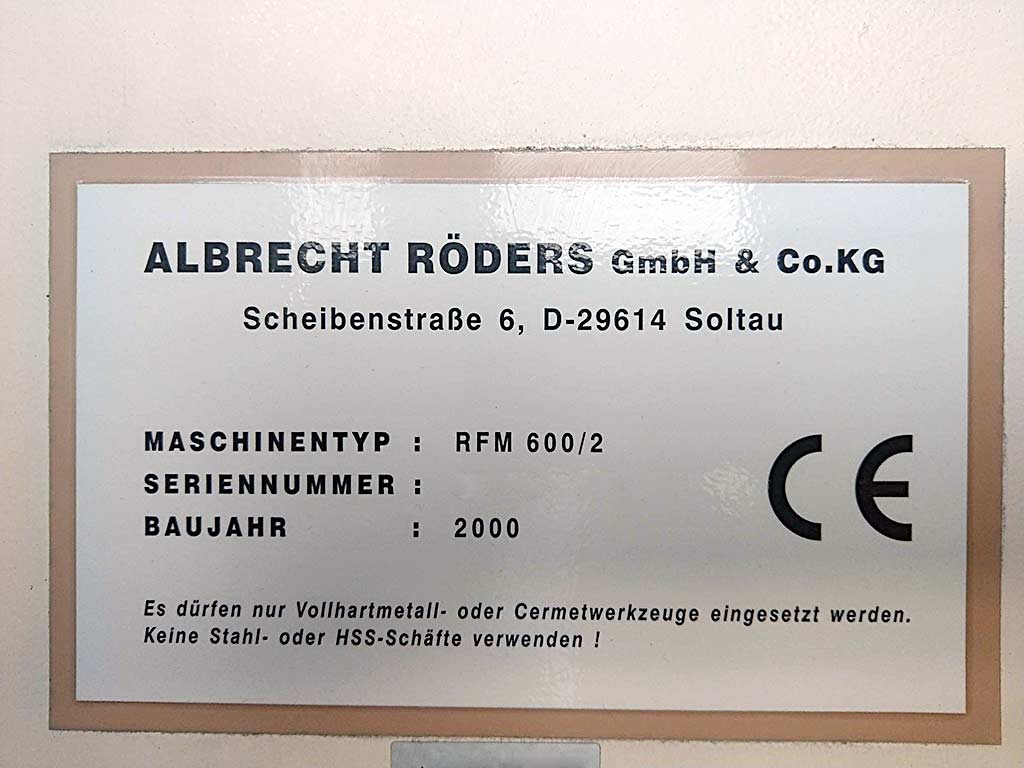 ALBRECHT RÖDERS GmbH & Co.KG
Scheibenstraße 6, D-29614 Soltau
MASCHINENTYP : RFM 600/2
SERIENNUMMER :
BAUJAHR : 2000
CE
Es dürfen nur Vollhartmetall- oder Cermetwerkzeuge eingesetzt werden.
Keine Stahl- oder HSS-Schäfte verwenden !